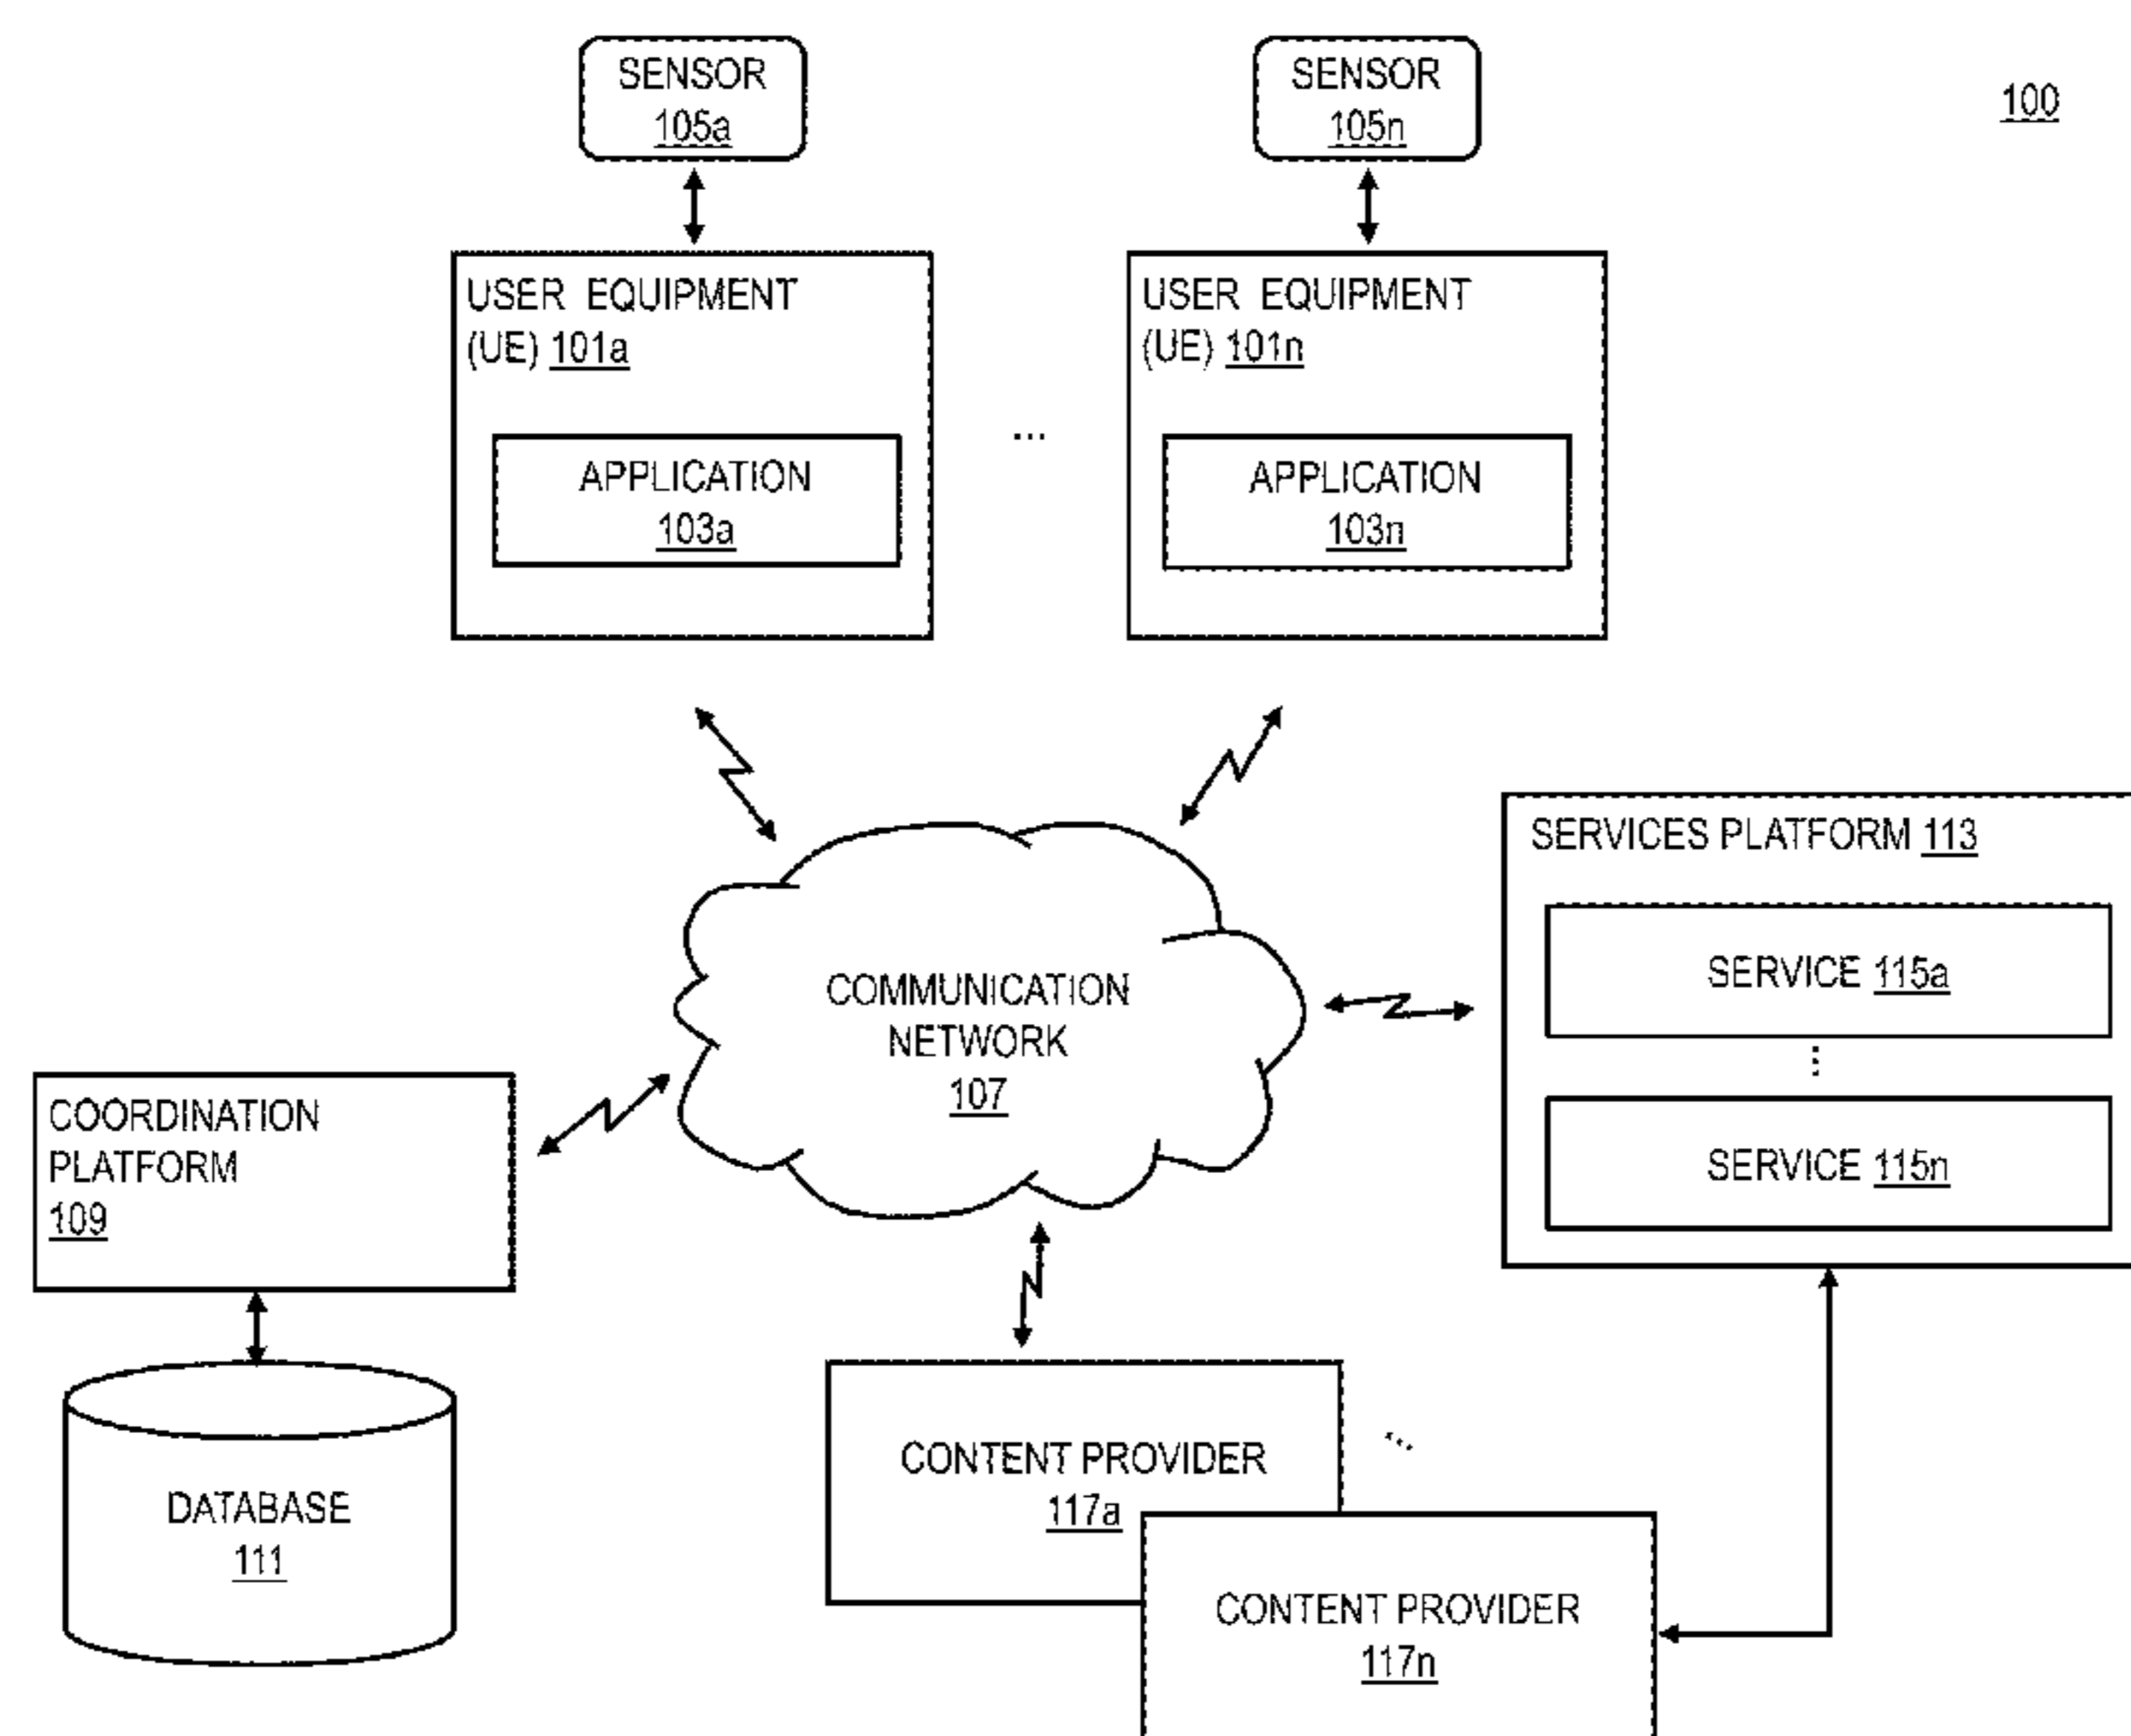 SENSOR
105a
SENSOR
105n
100
USER EQUIPMENT
(UE) 101a
APPLICATION
103a
...
USER EQUIPMENT
(UE) 101n
APPLICATION
103n
COMMUNICATION
NETWORK
107
SERVICES PLATFORM 113
SERVICE 115a
...
SERVICE 115n
COORDINATION
PLATFORM
109
DATABASE
111
CONTENT PROVIDER
117a
...
CONTENT PROVIDER
117n